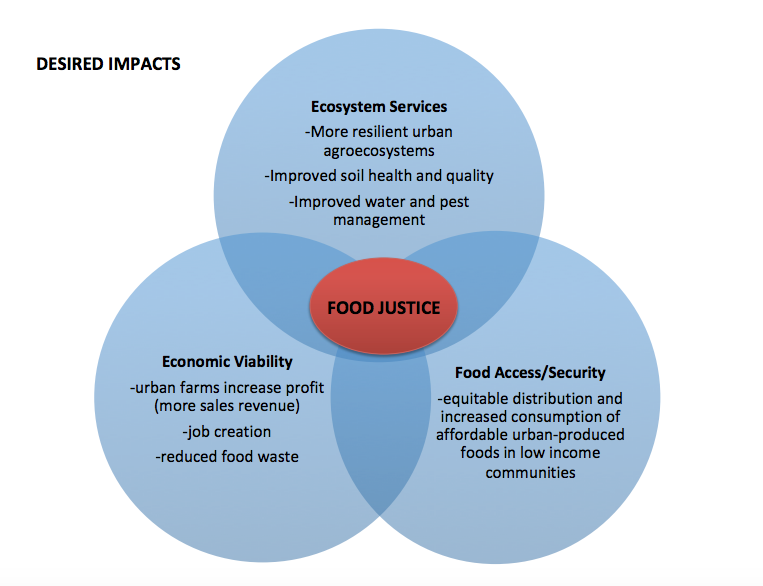 DESIRED IMPACTS
Ecosystem Services
-More resilient urban
agroecosystems
-Improved soil health and quality
-Improved water and pest
management
FOOD JUSTICE
Economic Viability
-urban farms increase profit
(more sales revenue)
-job creation
-reduced food waste
Food Access/Security
-equitable distribution and
increased consumption of
affordable urban-produced
foods in low income
communities